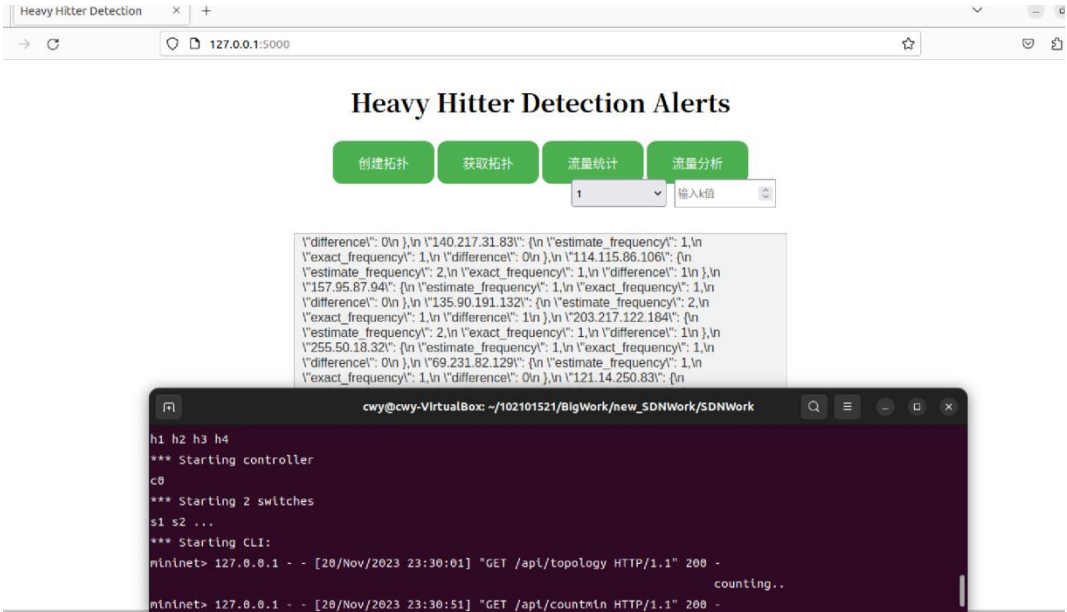 Heavy Hitter Detection × +
127.0.0.1:5000
Heavy Hitter Detection Alerts
创建拓扑 获取拓扑 流量统计 流量分析
1 输入k值
\"difference\": 0\n },\n \"140.217.31.83\": {\n \"estimate_frequency\": 1,\n
\"exact_frequency\": 1,\n \"difference\": 0\n },\n \"114.115.86.106\": {\n
\"estimate_frequency\": 2,\n \"exact_frequency\": 1,\n \"difference\": 1\n },\n
\"157.95.87.94\": {\n \"estimate_frequency\": 1,\n \"exact_frequency\": 1,\n
\"difference\": 0\n },\n \"135.90.191.132\": {\n \"estimate_frequency\": 2,\n
\"exact_frequency\": 1,\n \"difference\": 1\n },\n \"203.217.122.184\": {\n
\"estimate_frequency\": 2,\n \"exact_frequency\": 1,\n \"difference\": 1\n },\n
\"255.50.18.32\": {\n \"estimate_frequency\": 1,\n \"exact_frequency\": 1,\n
\"difference\": 0\n },\n \"69.231.82.129\": {\n \"estimate_frequency\": 1,\n
\"exact_frequency\": 1,\n \"difference\": 0\n },\n \"121.14.250.83\": {\n
cwy@cwy-VirtualBox: ~/102101521/BigWork/new_SDNWork/SDNWork
h1 h2 h3 h4
*** Starting controller
c0
*** Starting 2 switches
s1 s2 ...
*** Starting CLI:
mininet> 127.0.0.1 - - [20/Nov/2023 23:30:01] "GET /api/topology HTTP/1.1" 200 -
counting..
mininet> 127.0.0.1 - - [20/Nov/2023 23:30:51] "GET /api/countmin HTTP/1.1" 200 -